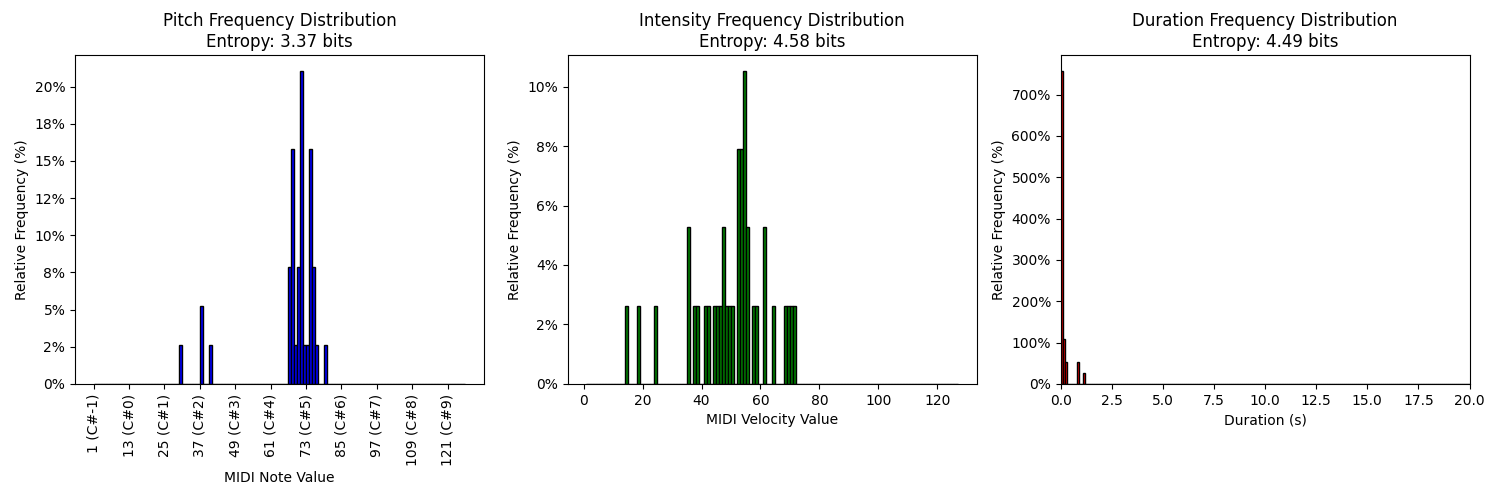 Pitch Frequency Distribution
Entropy: 3.37 bits
Relative Frequency (%)
20%
18%
15%
12%
10%
8%
5%
2%
0%
1 (C#-1)
13 (C#0)
25 (C#1)
37 (C#2)
49 (C#3)
61 (C#4)
73 (C#5)
85 (C#6)
97 (C#7)
109 (C#8)
121 (C#9)
MIDI Note Value
Intensity Frequency Distribution
Entropy: 4.58 bits
Relative Frequency (%)
10%
8%
6%
4%
2%
0%
0 20 40 60 80 100 120
MIDI Velocity Value
Duration Frequency Distribution
Entropy: 4.49 bits
Relative Frequency (%)
700%
600%
500%
400%
300%
200%
100%
0%
0.0 2.5 5.0 7.5 10.0 12.5 15.0 17.5 20.0
Duration (s)